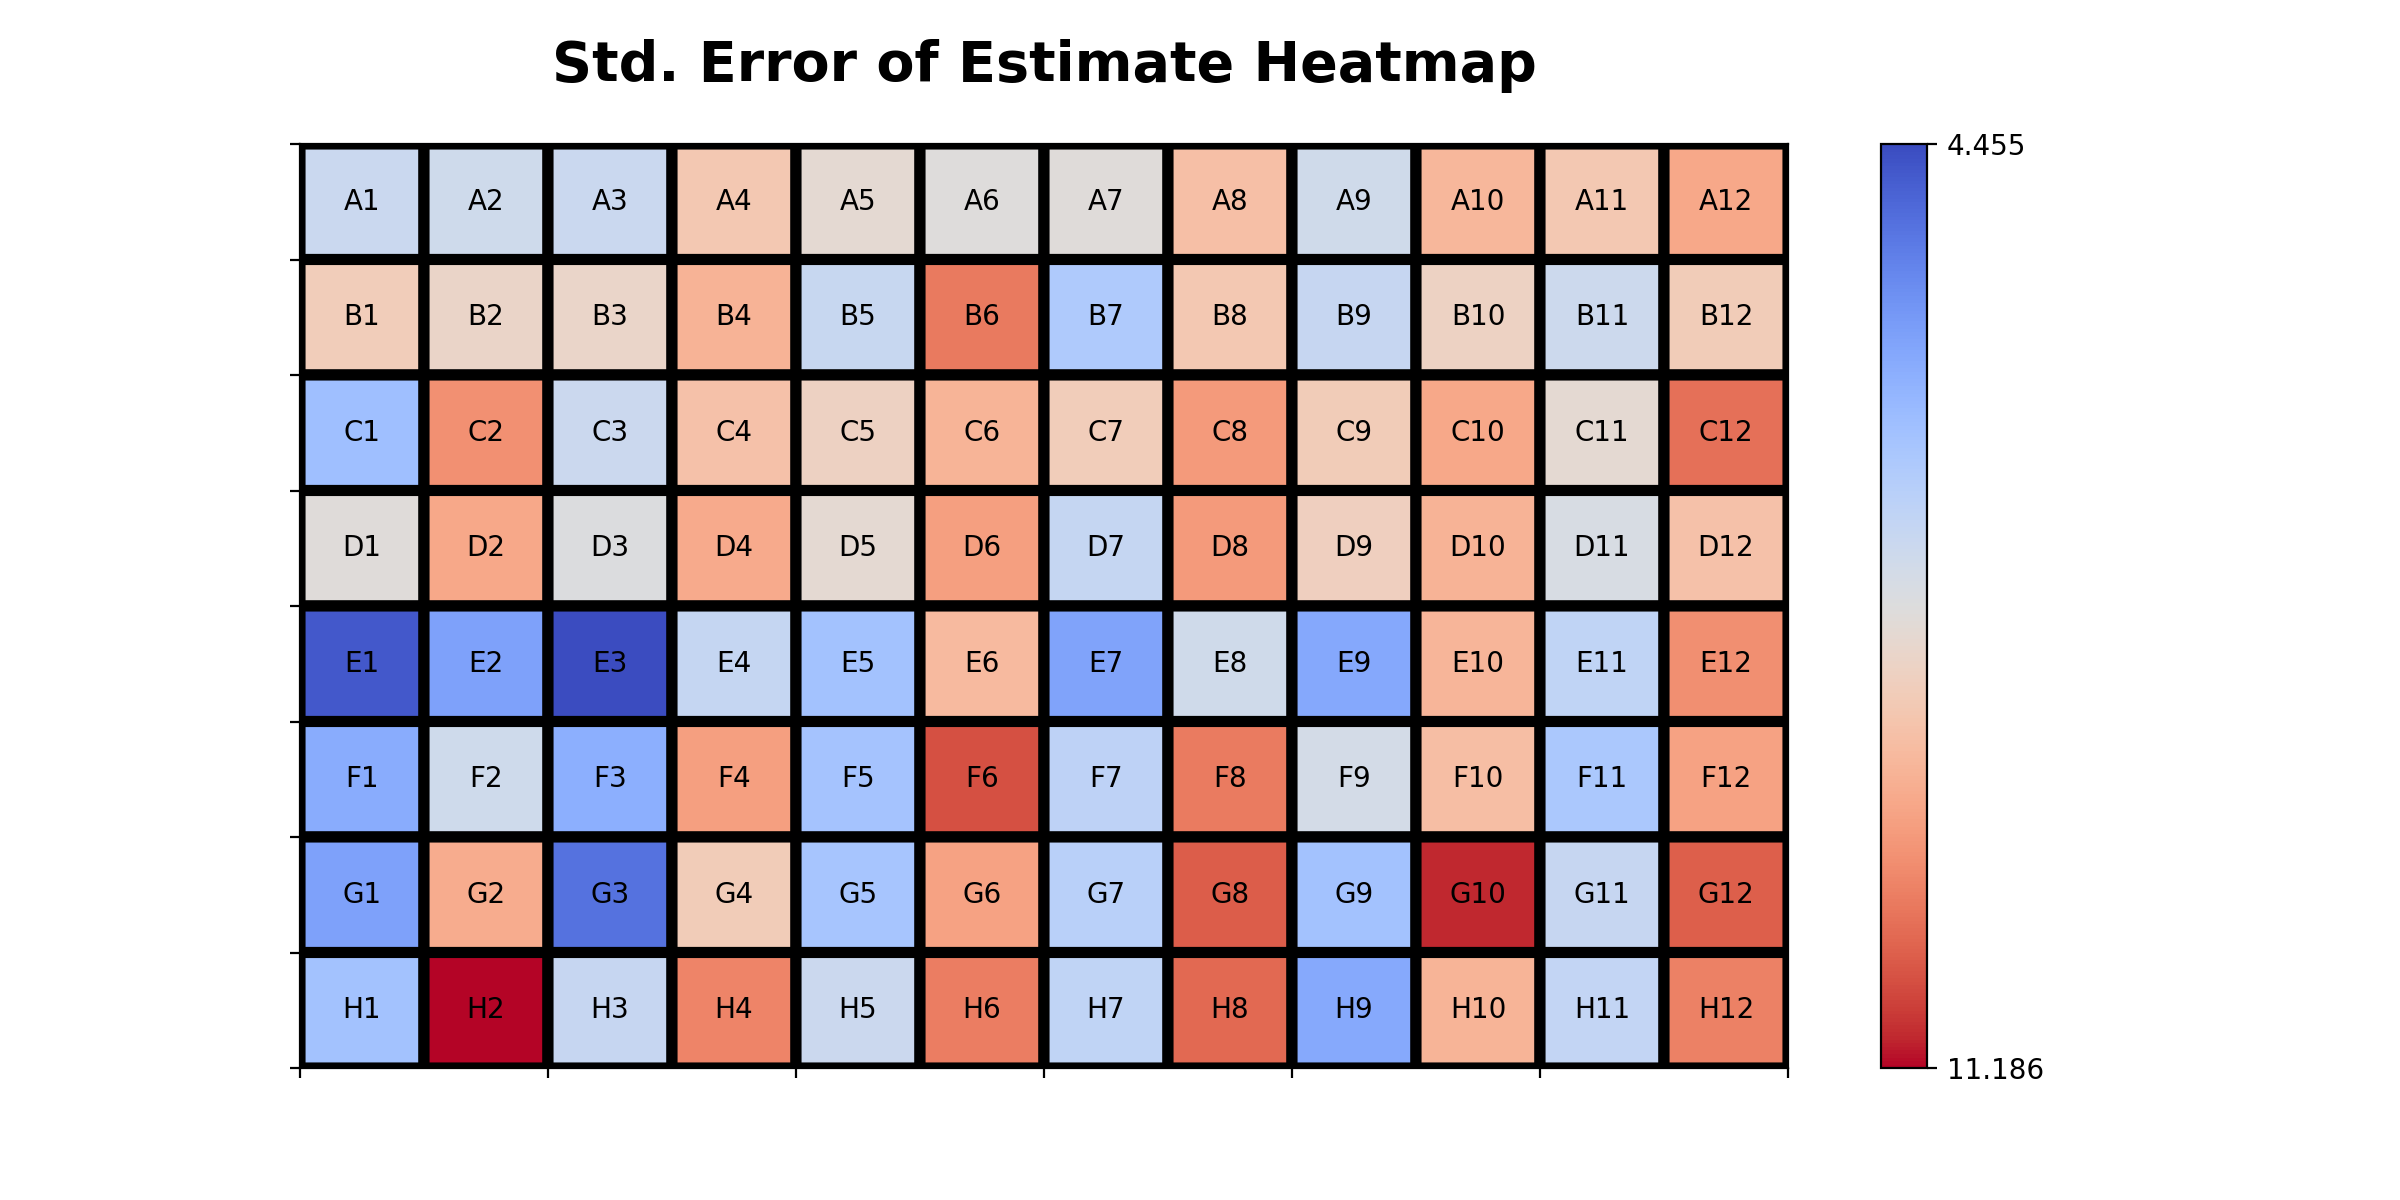 Std. Error of Estimate Heatmap
4.455
A1 A2 A3 A4 A5 A6 A7 A8 A9 A10 A11 A12
B1 B2 B3 B4 B5 B6 B7 B8 B9 B10 B11 B12
C1 C2 C3 C4 C5 C6 C7 C8 C9 C10 C11 C12
D1 D2 D3 D4 D5 D6 D7 D8 D9 D10 D11 D12
E1 E2 E3 E4 E5 E6 E7 E8 E9 E10 E11 E12
F1 F2 F3 F4 F5 F6 F7 F8 F9 F10 F11 F12
G1 G2 G3 G4 G5 G6 G7 G8 G9 G10 G11 G12
H1 H2 H3 H4 H5 H6 H7 H8 H9 H10 H11 H12
11.186